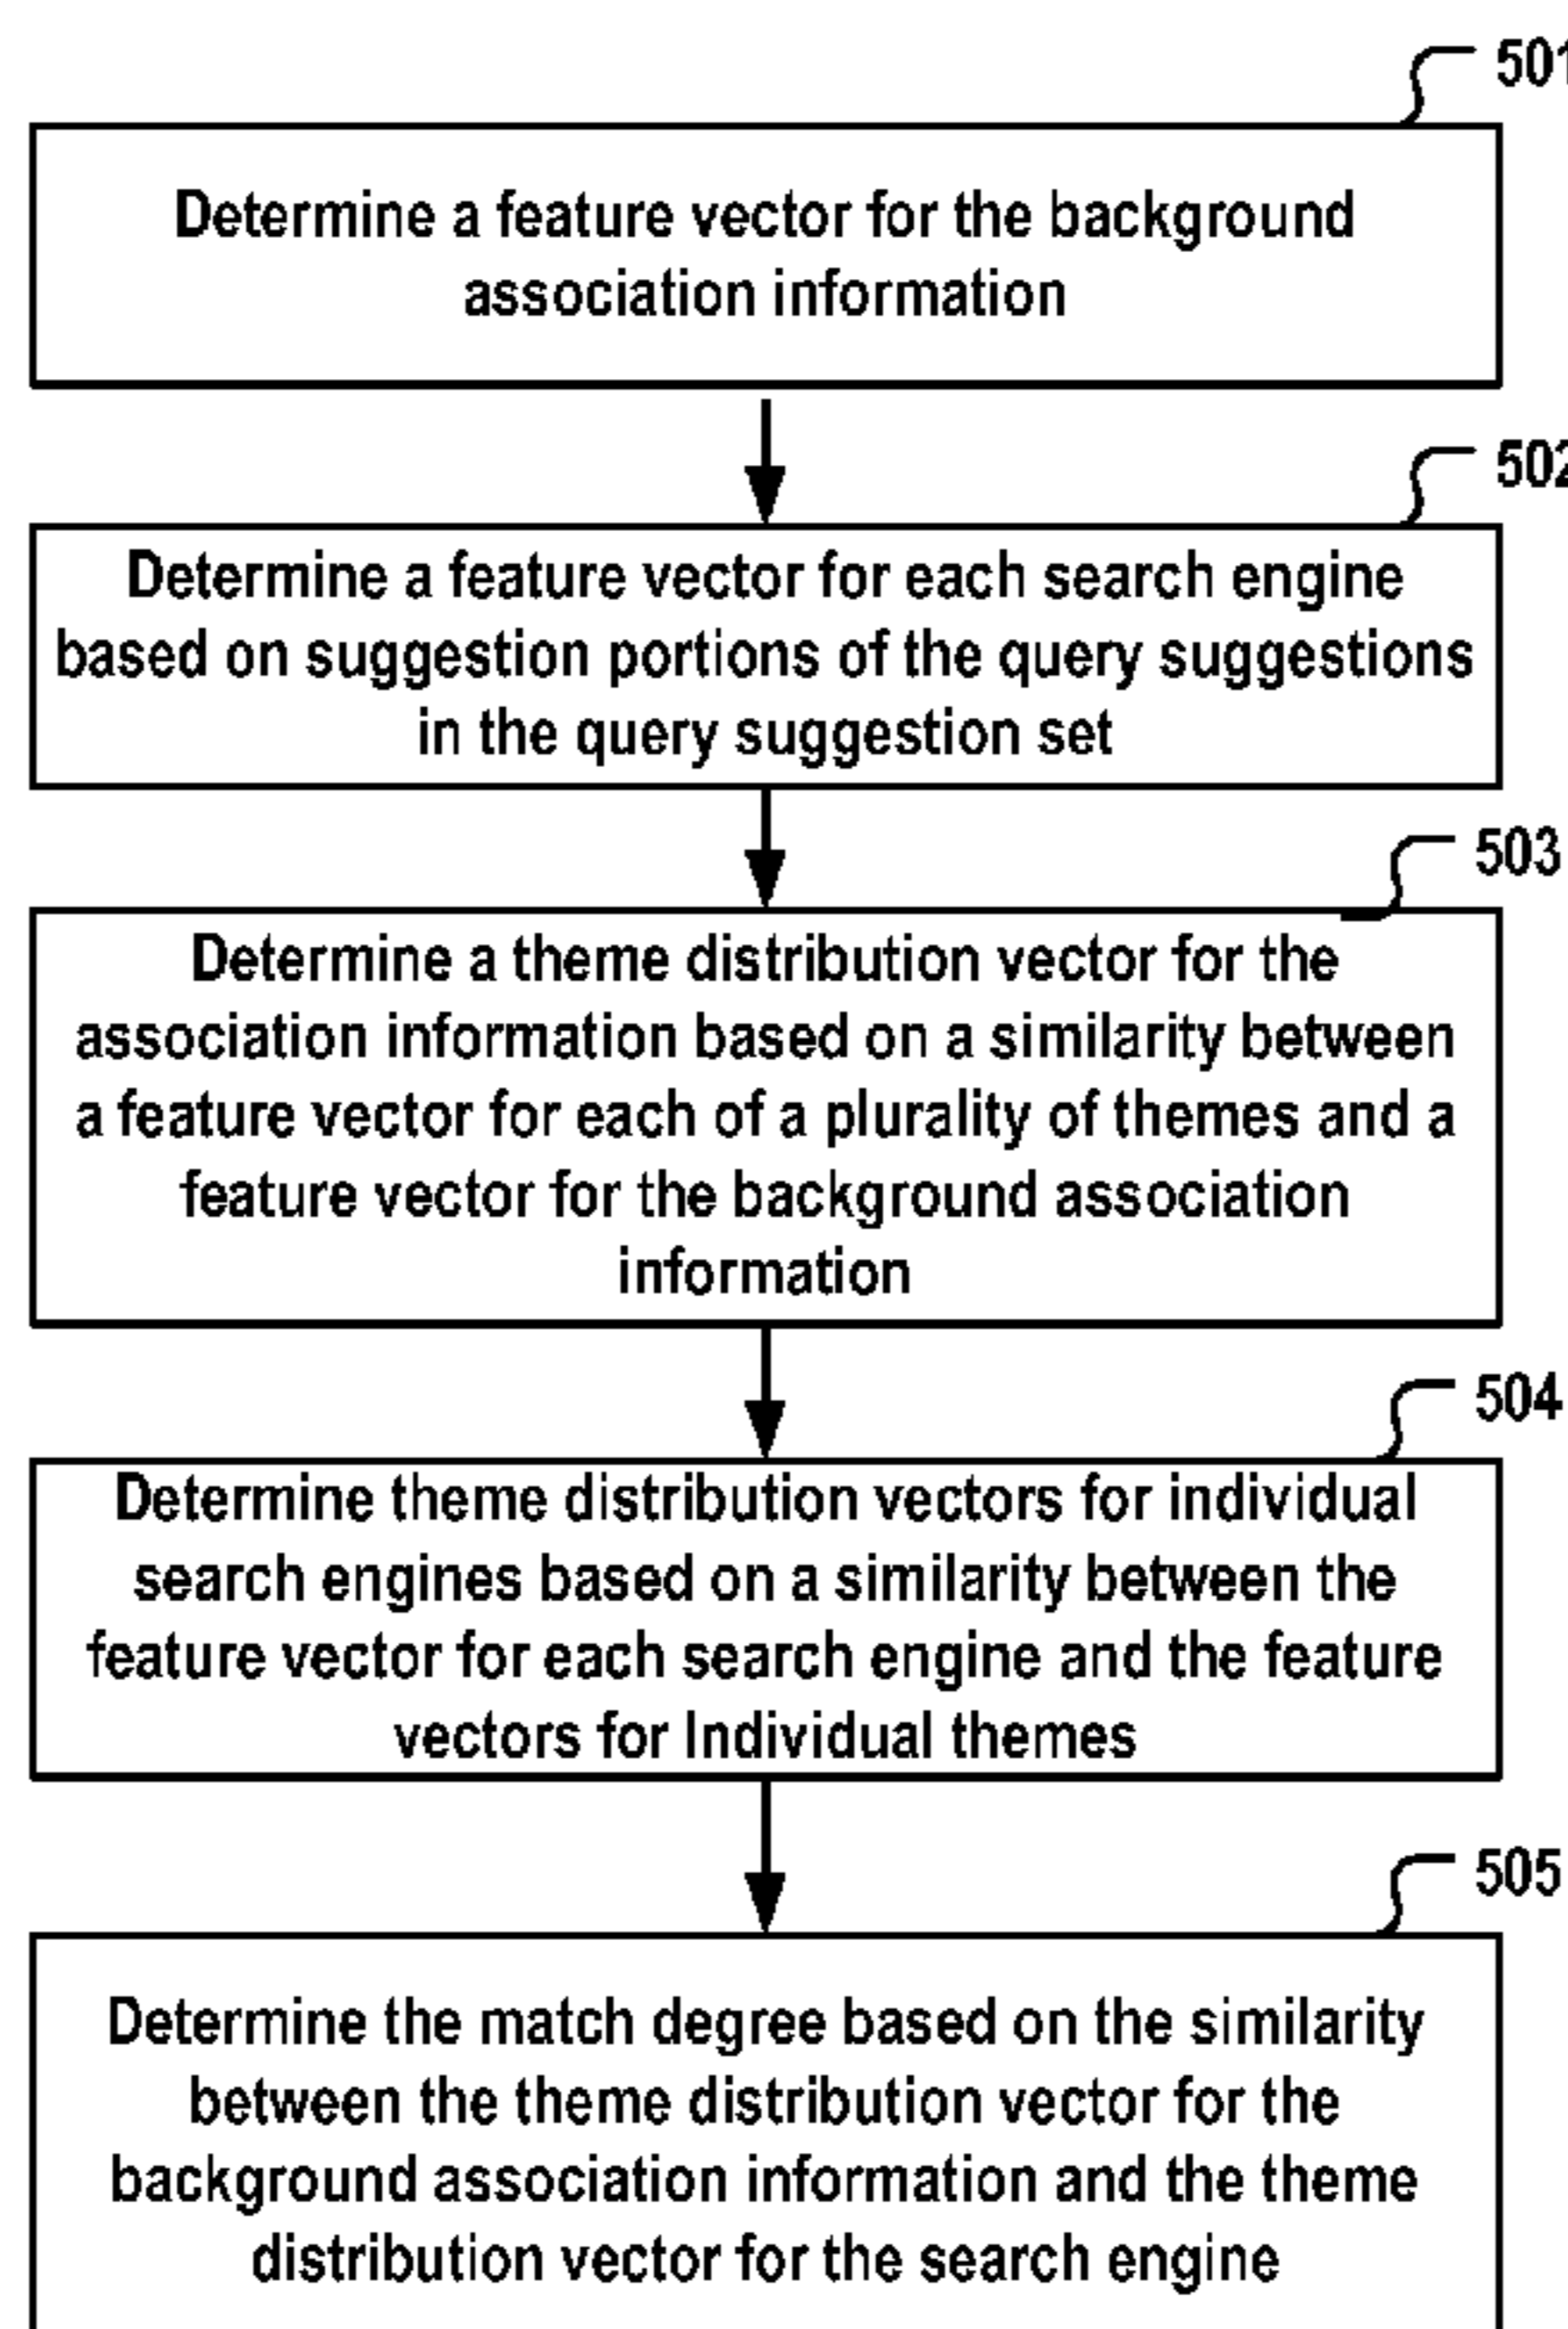 501
Determine a feature vector for the background
association information
502
Determine a feature vector for each search engine
based on suggestion portions of the query suggestions
in the query suggestion set
503
Determine a theme distribution vector for the
association information based on a similarity between
a feature vector for each of a plurality of themes and a
feature vector for the background association
information
504
Determine theme distribution vectors for individual
search engines based on a similarity between the
feature vector for each search engine and the feature
vectors for Individual themes
505
Determine the match degree based on the similarity
between the theme distribution vector for the
background association information and the theme
distribution vector for the search engine